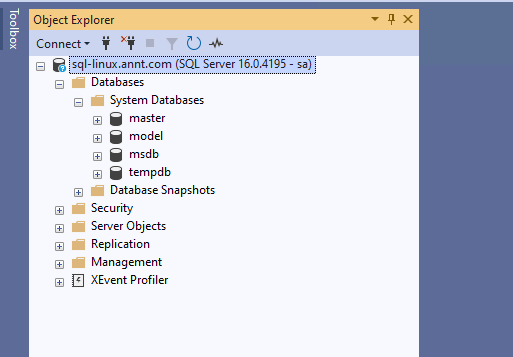 Toolbox
Object Explorer
Connect
sql-linux.annt.com (SQL Server 16.0.4195 - sa)
Databases
System Databases
master
model
msdb
tempdb
Database Snapshots
Security
Server Objects
Replication
Management
XEvent Profiler